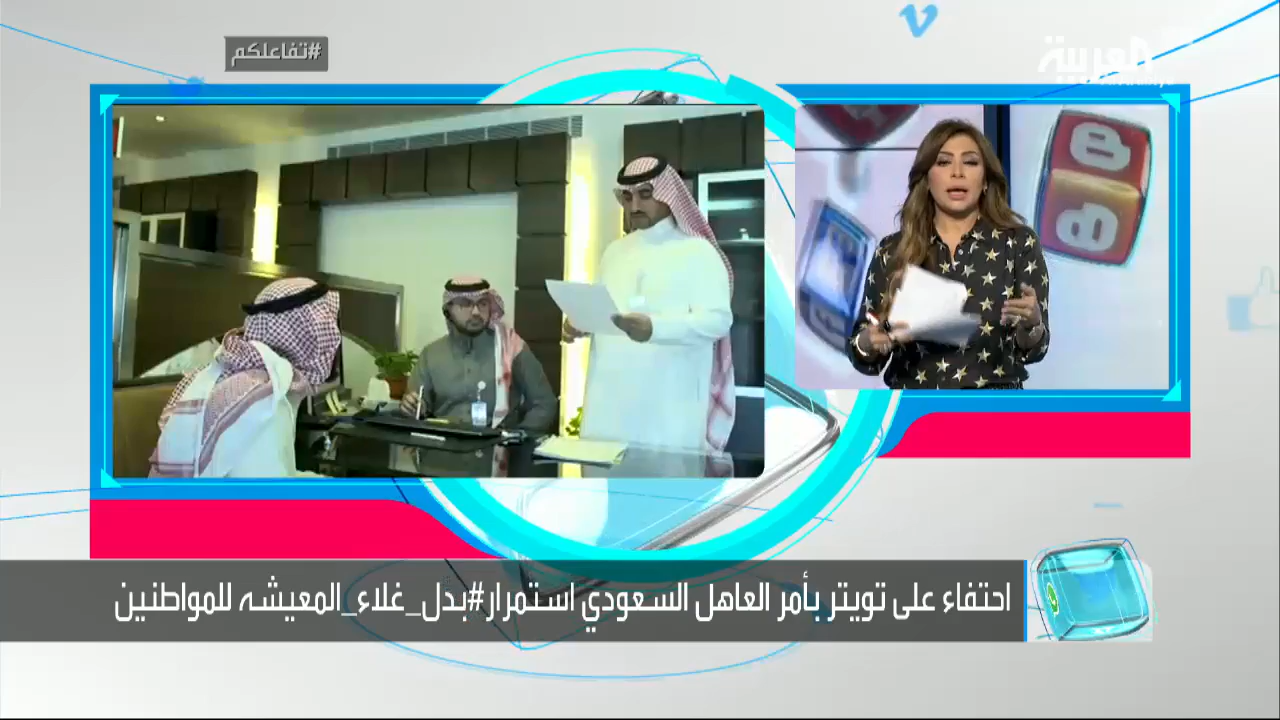 #تفاعلكم
العربية
احتفاء على تويتر بأمر العاهل السعودي استمرار#بدل_غلاء_المعيشه للمواطنين